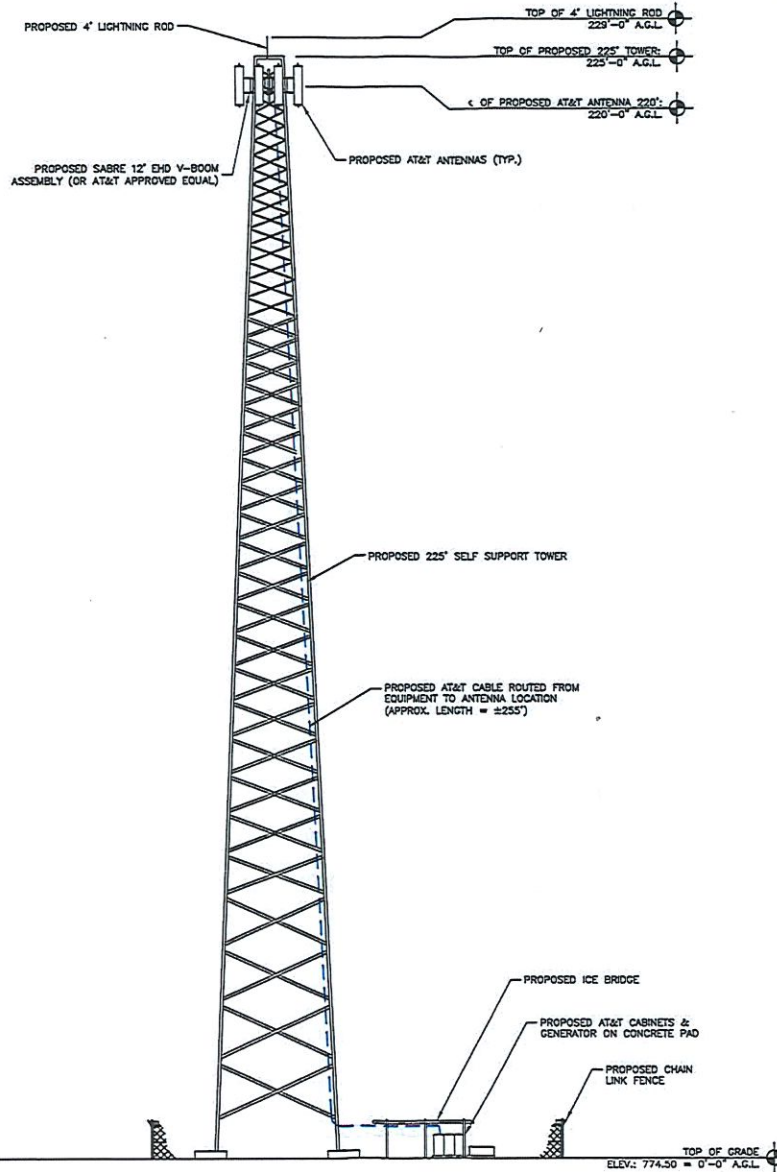 PROPOSED 4' LIGHTNING ROD
TOP OF 4' LIGHTNING ROD
229'-0" A.G.L.
TOP OF PROPOSED 225' TOWER:
225'-0" A.G.L.
℄ OF PROPOSED AT&T ANTENNA 220':
220'-0" A.G.L.
PROPOSED SABRE 12' EHD V-BOOM
ASSEMBLY (OR AT&T APPROVED EQUAL)
PROPOSED AT&T ANTENNAS (TYP.)
PROPOSED 225' SELF SUPPORT TOWER
PROPOSED AT&T CABLE ROUTED FROM
EQUIPMENT TO ANTENNA LOCATION
(APPROX. LENGTH = ±255')
PROPOSED ICE BRIDGE
PROPOSED AT&T CABINETS &
GENERATOR ON CONCRETE PAD
PROPOSED CHAIN
LINK FENCE
TOP OF GRADE
ELEV.: 774.50 = 0'-0" A.G.L.